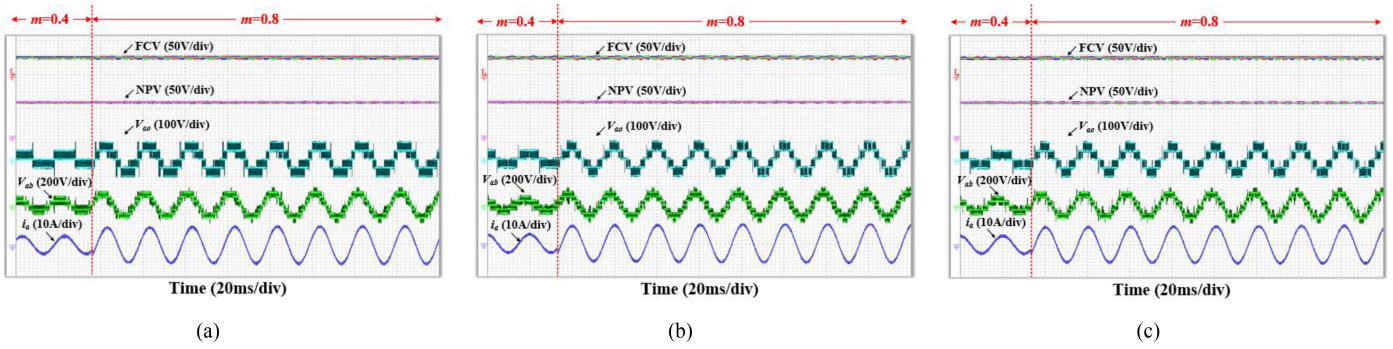 m=0.4 m=0.8
FCV (50V/div)
NPV (50V/div)
Vao (100V/div)
Vab (200V/div)
ia (10A/div)
Time (20ms/div)
(a)
m=0.4 m=0.8
FCV (50V/div)
NPV (50V/div)
Vao (100V/div)
Vab (200V/div)
ia (10A/div)
Time (20ms/div)
(b)
m=0.4 m=0.8
FCV (50V/div)
NPV (50V/div)
Vao (100V/div)
Vab (200V/div)
ia (10A/div)
Time (20ms/div)
(c)